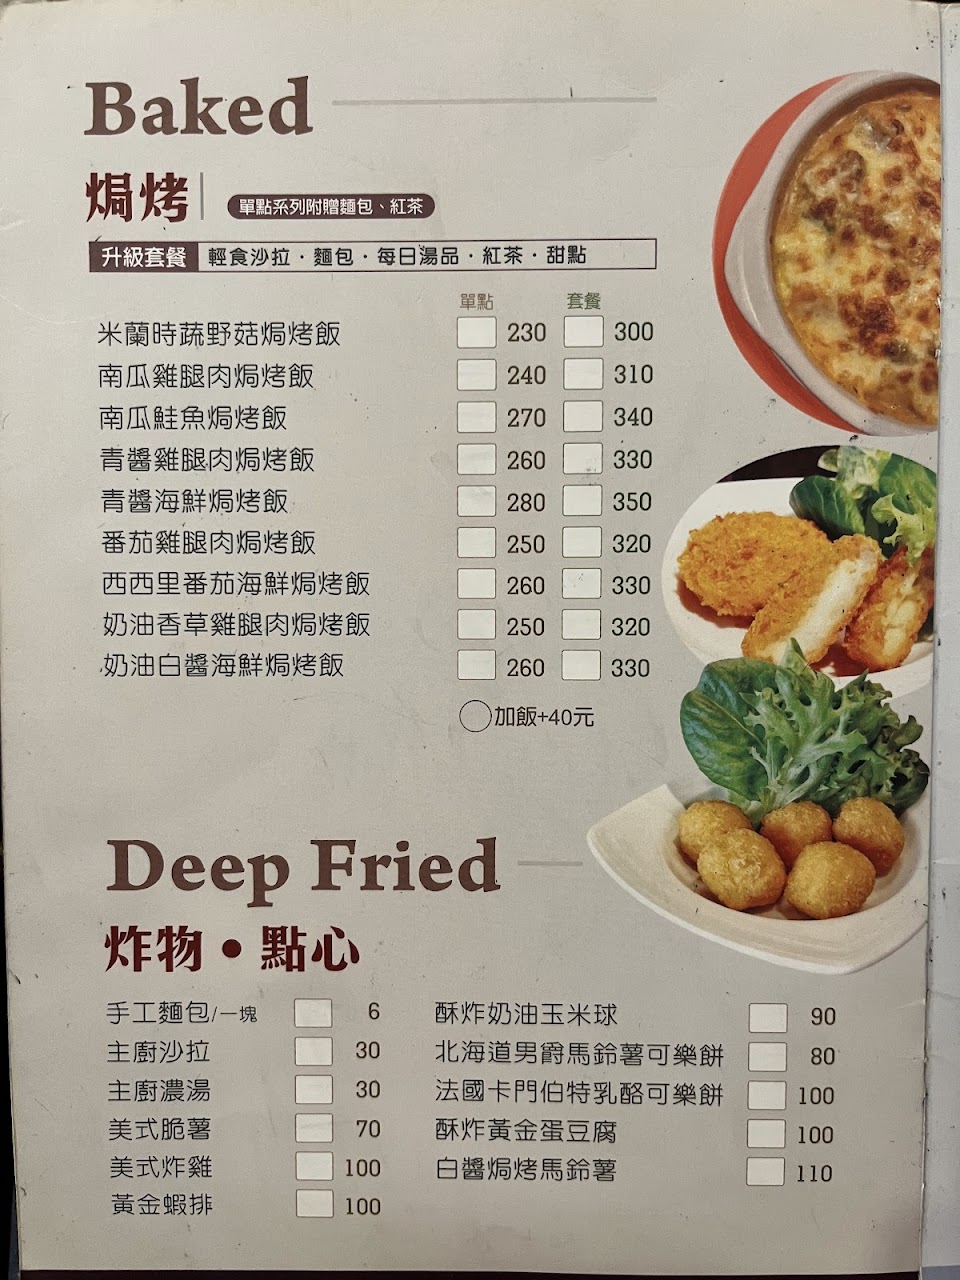 Baked
焗烤 單點系列附贈麵包、紅茶
升級套餐 輕食沙拉・麵包・每日湯品・紅茶・甜點
單點 套餐
米蘭時蔬野菇焗烤飯 230 300
南瓜雞腿肉焗烤飯 240 310
南瓜鮭魚焗烤飯 270 340
青醬雞腿肉焗烤飯 260 330
青醬海鮮焗烤飯 280 350
番茄雞腿肉焗烤飯 250 320
西西里番茄海鮮焗烤飯 260 330
奶油香草雞腿肉焗烤飯 250 320
奶油白醬海鮮焗烤飯 260 330
加飯+40元
Deep Fried
炸物・點心
手工麵包/一塊 6
主廚沙拉 30
主廚濃湯 30
美式脆薯 70
美式炸雞 100
黃金蝦排 100
酥炸奶油玉米球 90
北海道男爵馬鈴薯可樂餅 80
法國卡門伯特乳酪可樂餅 100
酥炸黃金蛋豆腐 100
白醬焗烤馬鈴薯 110